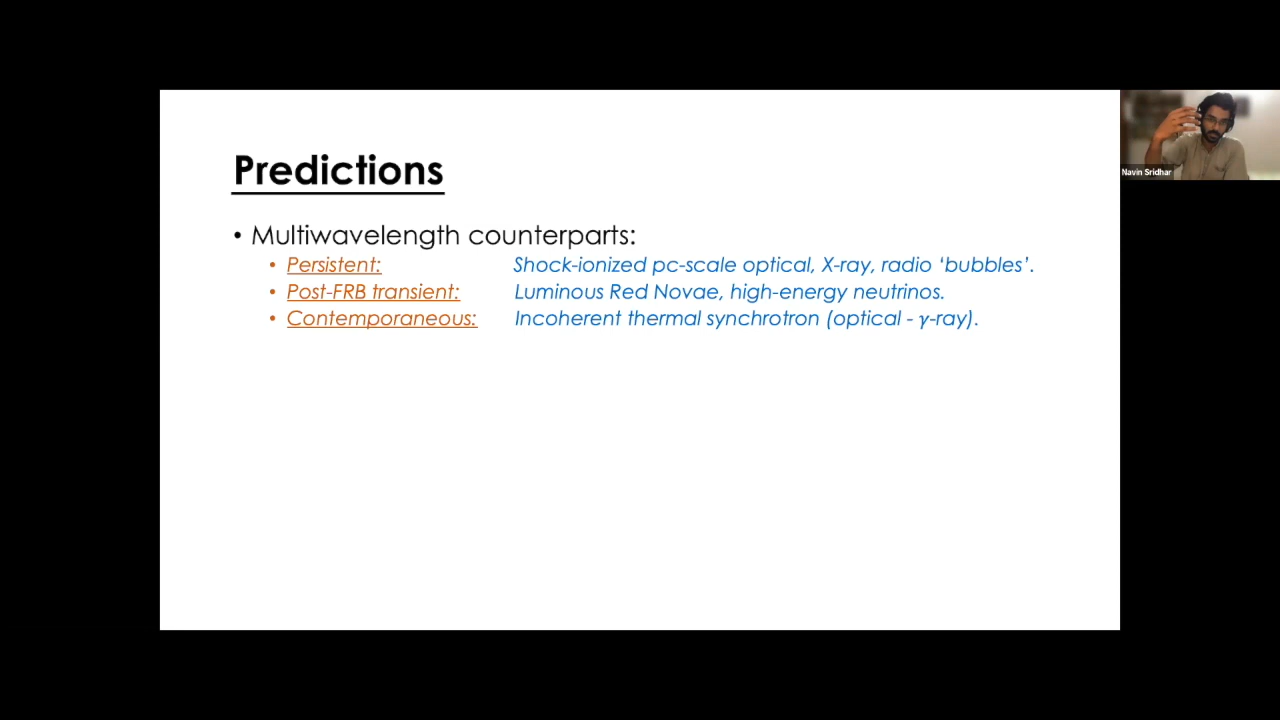 Predictions
• Multiwavelength counterparts:
• Persistent: Shock-ionized pc-scale optical, X-ray, radio ‘bubbles’.
• Post-FRB transient: Luminous Red Novae, high-energy neutrinos.
• Contemporaneous: Incoherent thermal synchrotron (optical - γ-ray).
Navin Sridhar